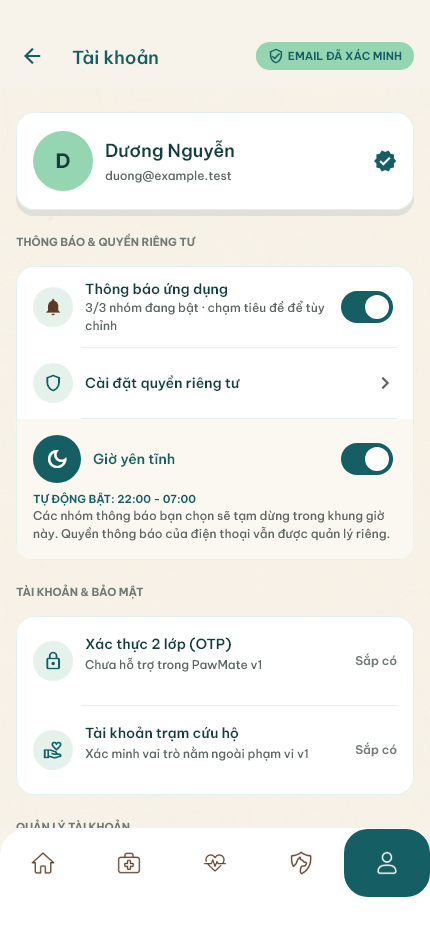 Tài khoản
EMAIL ĐÃ XÁC MINH
D
Dương Nguyễn
duong@example.test
THÔNG BÁO & QUYỀN RIÊNG TƯ
Thông báo ứng dụng
3/3 nhóm đang bật · chạm tiêu đề để tùy
chỉnh
Cài đặt quyền riêng tư
Giờ yên tĩnh
TỰ ĐỘNG BẬT: 22:00 - 07:00
Các nhóm thông báo bạn chọn sẽ tạm dừng trong khung giờ
này. Quyền thông báo của điện thoại vẫn được quản lý riêng.
TÀI KHOẢN & BẢO MẬT
Xác thực 2 lớp (OTP)
Chưa hỗ trợ trong PawMate v1
Sắp có
Tài khoản trạm cứu hộ
Xác minh vai trò nằm ngoài phạm vi v1
Sắp có
QUẢN LÝ TÀI KHOẢN